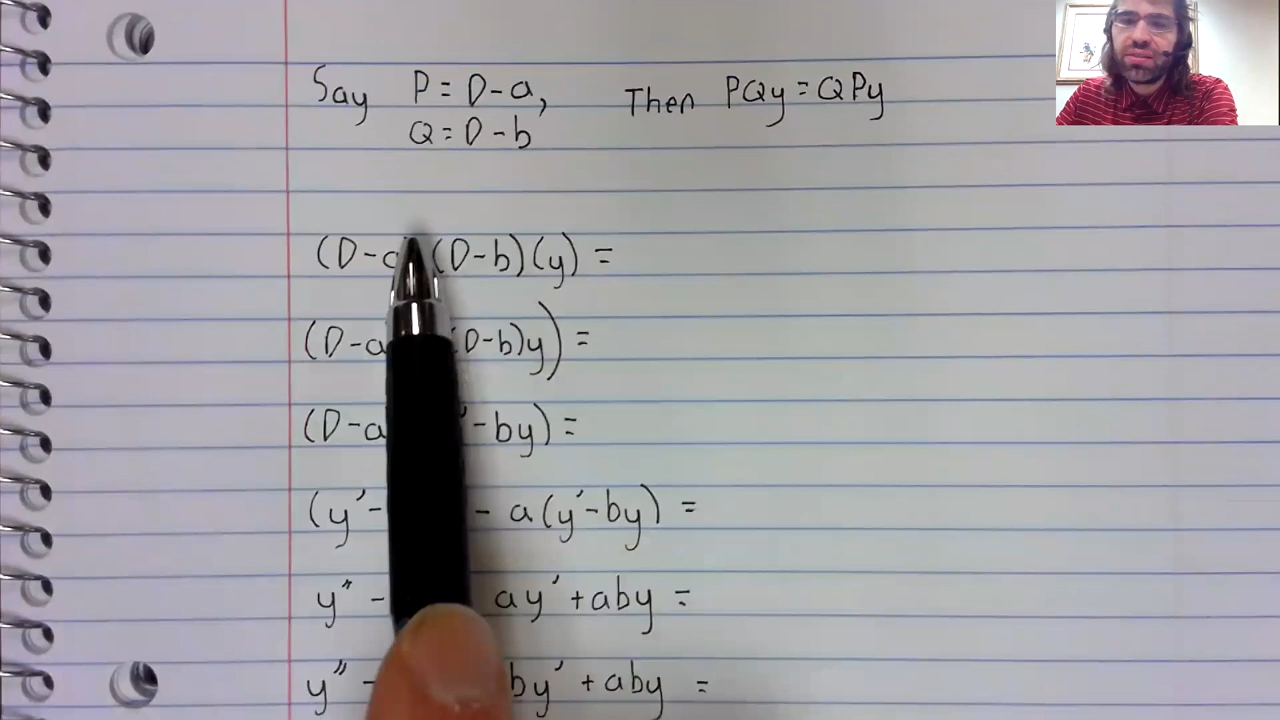 Say P = D - a, Then PQy = QPy
Q = D - b
(D - (D - b)(y) =
(D - a (D - b)y) =
(D - a ' - by) =
(y' - - a(y' - by) =
y" - ay' + aby =
y" - by' + aby =